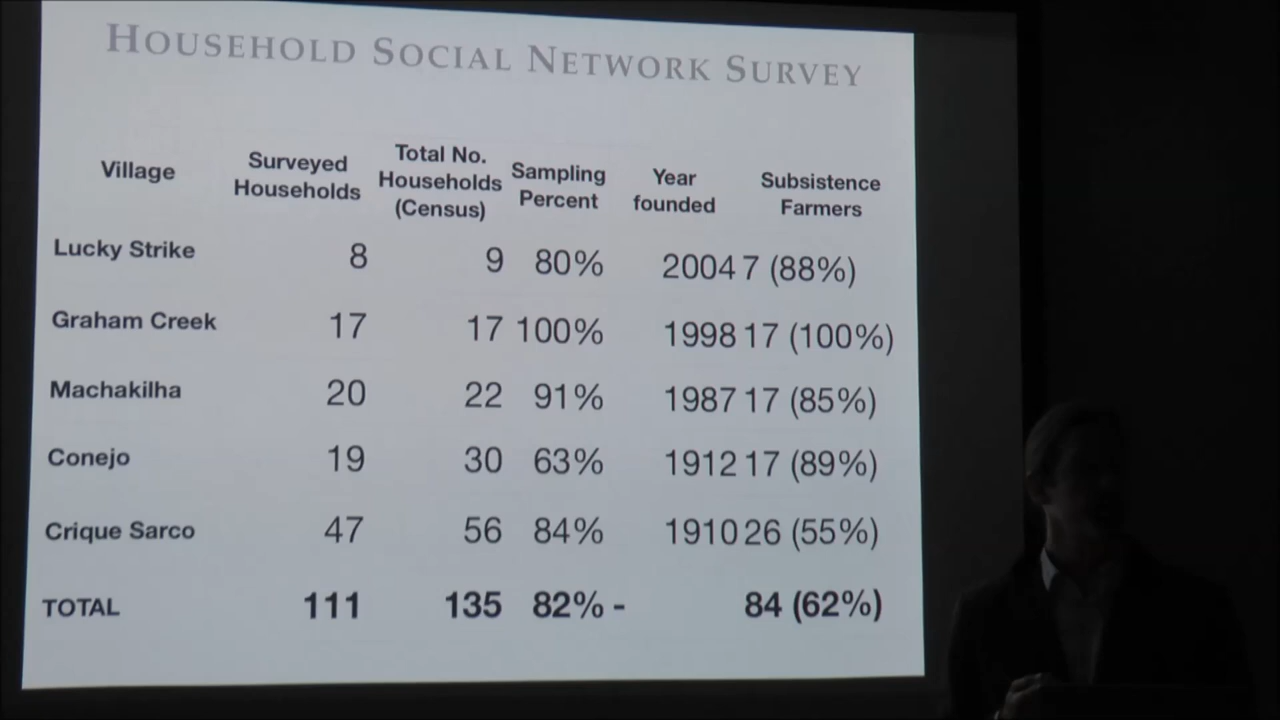 HOUSEHOLD SOCIAL NETWORK SURVEY
Village Surveyed Households Total No. Households (Census) Sampling Percent Year founded Subsistence Farmers
Lucky Strike 8 9 80% 2004 7 (88%)
Graham Creek 17 17 100% 1998 17 (100%)
Machakilha 20 22 91% 1987 17 (85%)
Conejo 19 30 63% 1912 17 (89%)
Crique Sarco 47 56 84% 1910 26 (55%)
TOTAL 111 135 82% - 84 (62%)